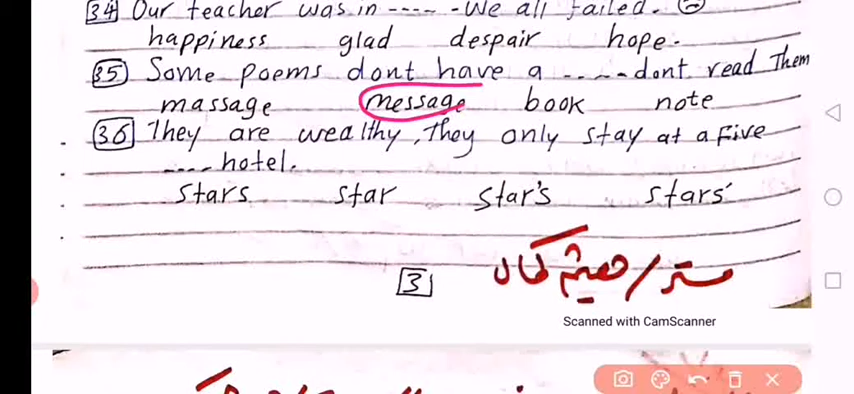 34 Our teacher was in ---- -We all failed. ☹
happiness glad despair hope.
35 Some poems dont have a ----dont read Them
massage message book note
36 They are wealthy, They only stay at a five
---- hotel.
stars star star's stars'
مستر/هيثم كمال
3
Scanned with CamScanner